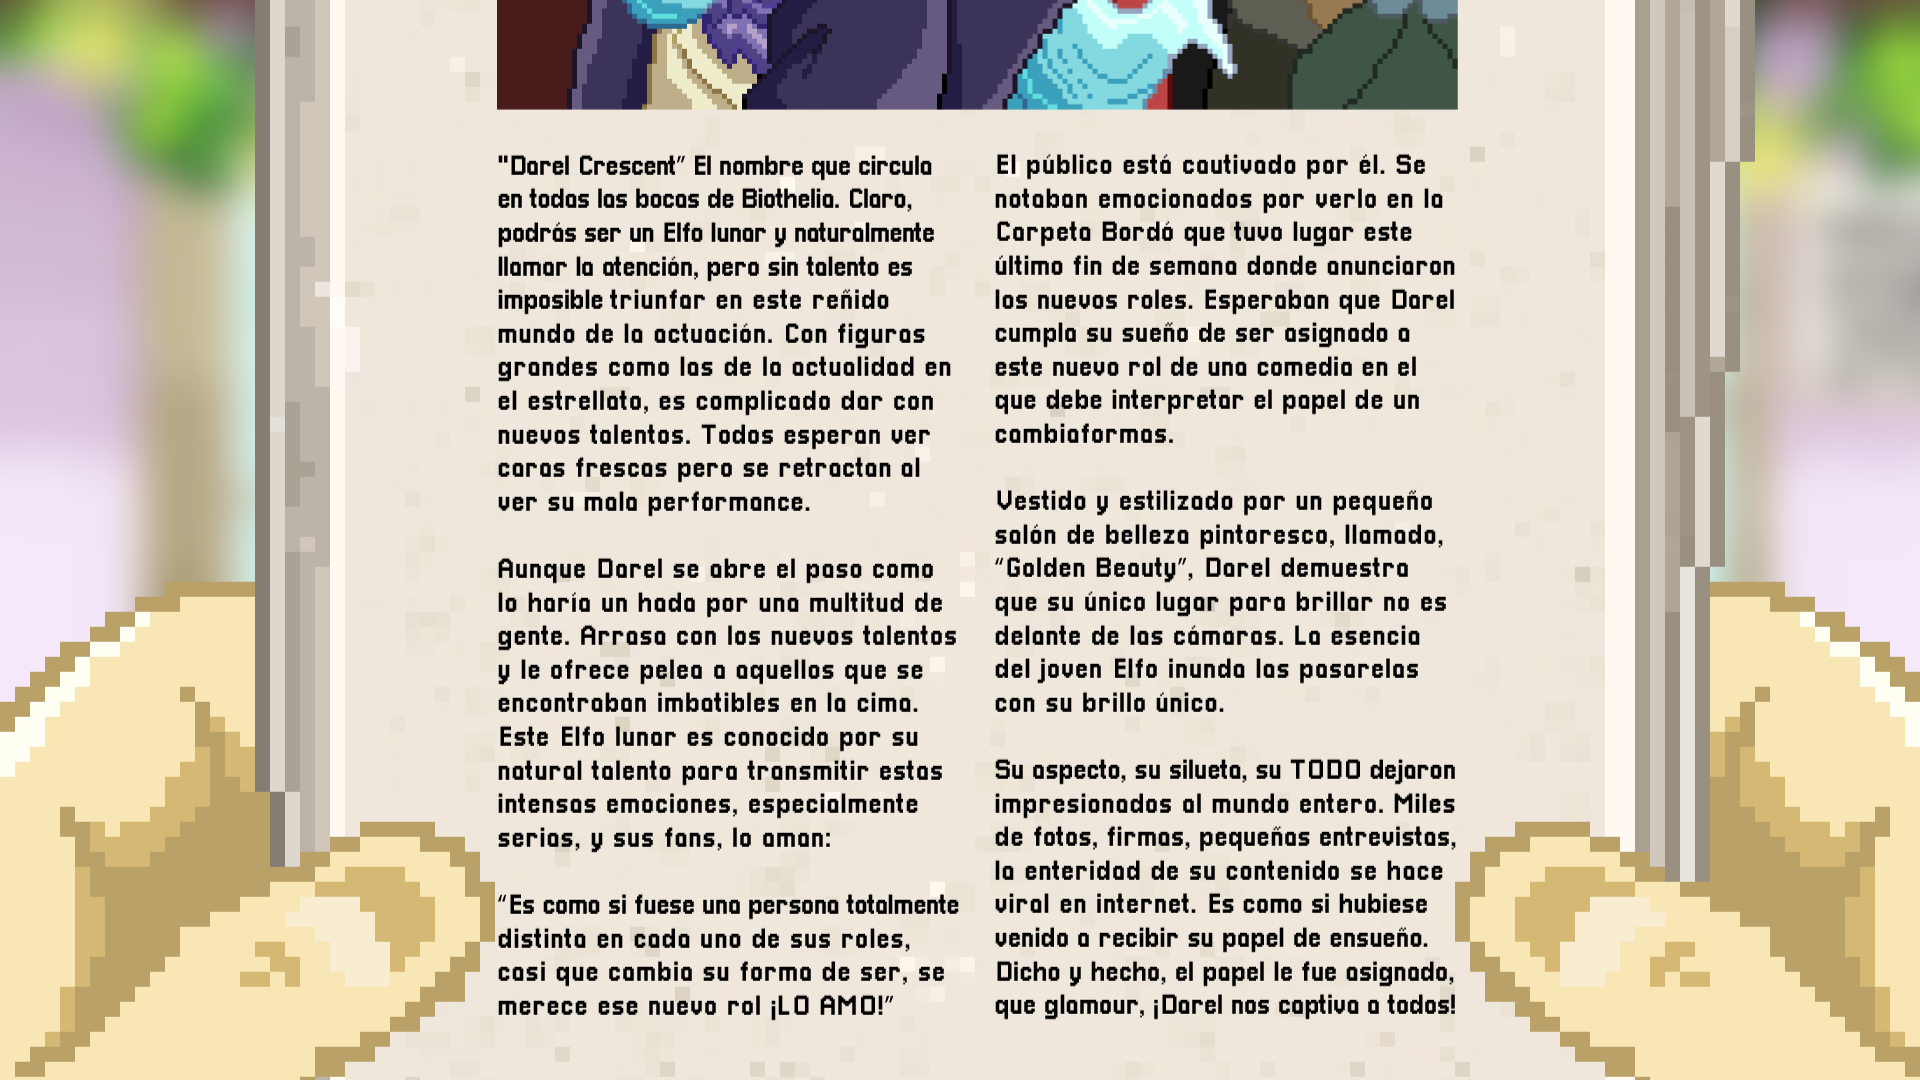 "Darel Crescent" El nombre que circula
en todas las bocas de Biothelia. Claro,
podrás ser un Elfo lunar y naturalmente
llamar la atención, pero sin talento es
imposible triunfar en este reñido
mundo de la actuación. Con figuras
grandes como las de la actualidad en
el estrellato, es complicado dar con
nuevos talentos. Todos esperan ver
caras frescas pero se retractan al
ver su mala performance.
Aunque Darel se abre el paso como
lo haría un hada por una multitud de
gente. Arrasa con los nuevos talentos
y le ofrece pelea a aquellos que se
encontraban imbatibles en la cima.
Este Elfo lunar es conocido por su
natural talento para transmitir estas
intensas emociones, especialmente
serias, y sus fans, lo aman:
"Es como si fuese una persona totalmente
distinta en cada uno de sus roles,
casi que cambia su forma de ser, se
merece ese nuevo rol ¡LO AMO!"
El público está cautivado por él. Se
notaban emocionados por verlo en la
Carpeta Bordó que tuvo lugar este
último fin de semana donde anunciaron
los nuevos roles. Esperaban que Darel
cumpla su sueño de ser asignado a
este nuevo rol de una comedia en el
que debe interpretar el papel de un
cambiaformas.
Vestido y estilizado por un pequeño
salón de belleza pintoresco, llamado,
"Golden Beauty", Darel demuestra
que su único lugar para brillar no es
delante de las cámaras. La esencia
del joven Elfo inunda las pasarelas
con su brillo único.
Su aspecto, su silueta, su TODO dejaron
impresionados al mundo entero. Miles
de fotos, firmas, pequeñas entrevistas,
la enteridad de su contenido se hace
viral en internet. Es como si hubiese
venido a recibir su papel de ensueño.
Dicho y hecho, el papel le fue asignado,
que glamour, ¡Darel nos captiva a todos!